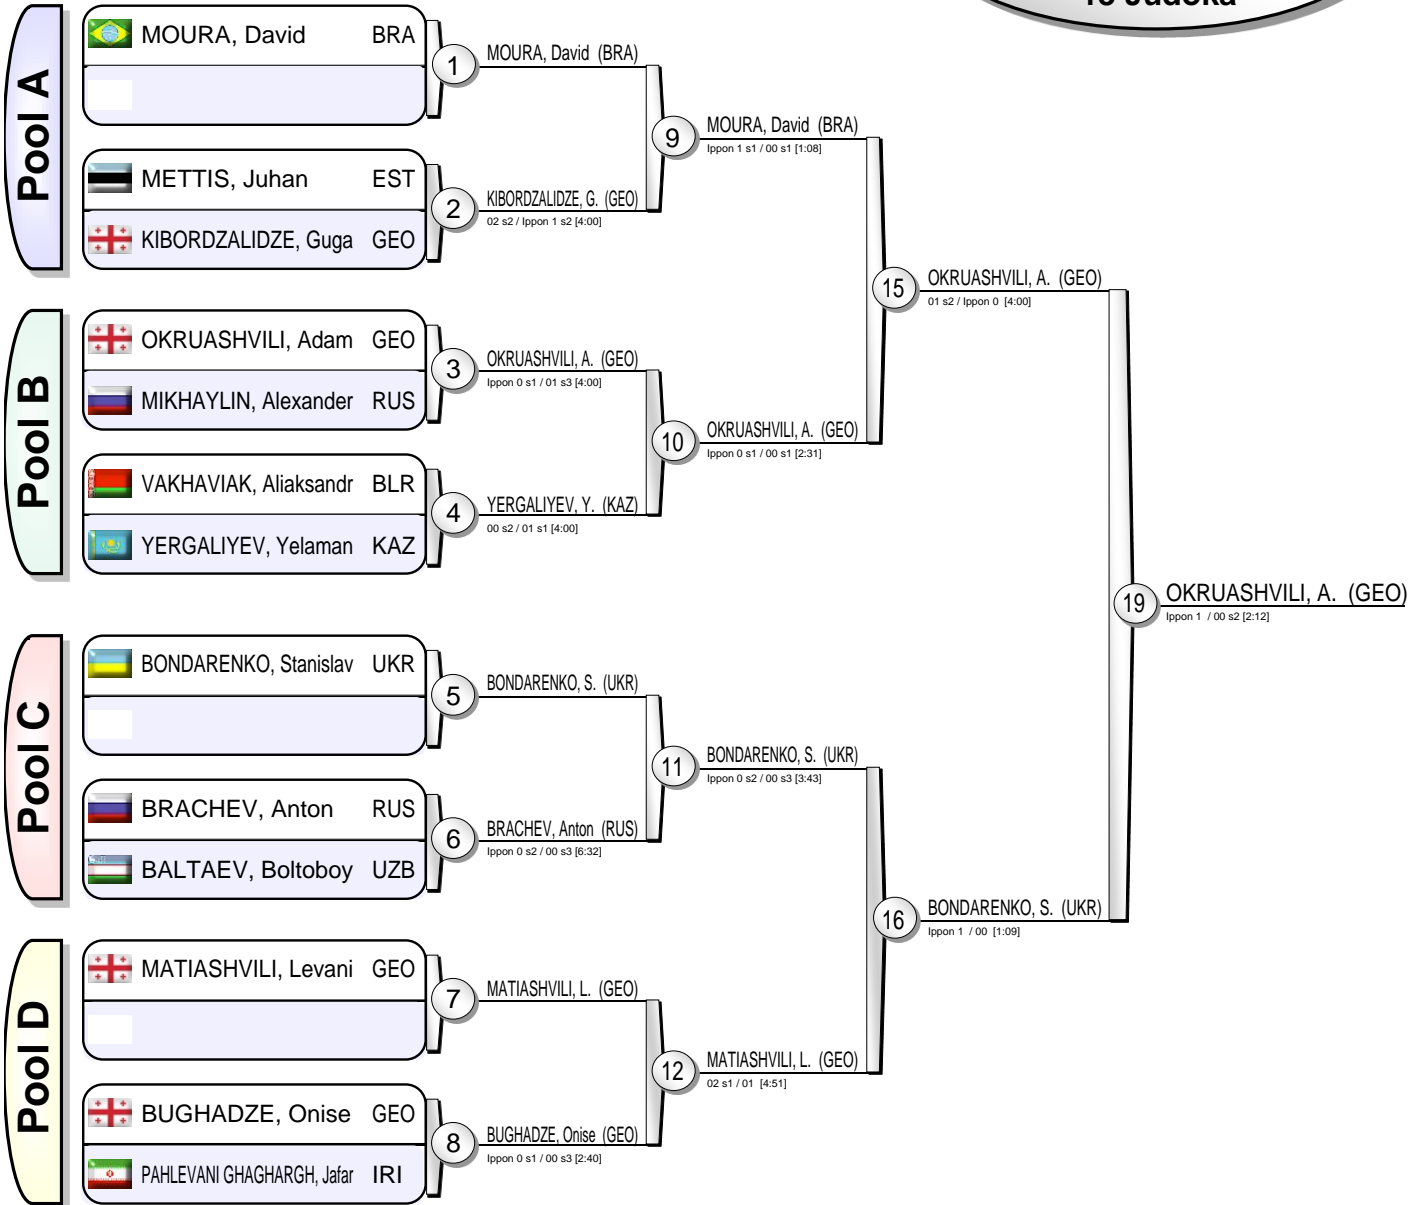 13 Judoka
Pool A
MOURA, David BRA
1
MOURA, David (BRA)
METTIS, Juhan EST
KIBORDZALIDZE, Guga GEO
2
KIBORDZALIDZE, G. (GEO)
02 s2 / Ippon 1 s2 [4:00]
9
MOURA, David (BRA)
Ippon 1 s1 / 00 s1 [1:08]
Pool B
OKRUASHVILI, Adam GEO
MIKHAYLIN, Alexander RUS
3
OKRUASHVILI, A. (GEO)
Ippon 0 s1 / 01 s3 [4:00]
VAKHAVIAK, Aliaksandr BLR
YERGALIYEV, Yelaman KAZ
4
YERGALIYEV, Y. (KAZ)
00 s2 / 01 s1 [4:00]
10
OKRUASHVILI, A. (GEO)
Ippon 0 s1 / 00 s1 [2:31]
15
OKRUASHVILI, A. (GEO)
01 s2 / Ippon 0 [4:00]
Pool C
BONDARENKO, Stanislav UKR
5
BONDARENKO, S. (UKR)
BRACHEV, Anton RUS
BALTAEV, Boltoboy UZB
6
BRACHEV, Anton (RUS)
Ippon 0 s2 / 00 s3 [6:32]
11
BONDARENKO, S. (UKR)
Ippon 0 s2 / 00 s3 [3:43]
Pool D
MATIASHVILI, Levani GEO
7
MATIASHVILI, L. (GEO)
BUGHADZE, Onise GEO
PAHLEVANI GHAGHARGH, Jafar IRI
8
BUGHADZE, Onise (GEO)
Ippon 0 s1 / 00 s3 [2:40]
12
MATIASHVILI, L. (GEO)
02 s1 / 01 [4:51]
16
BONDARENKO, S. (UKR)
Ippon 1 / 00 [1:09]
19
OKRUASHVILI, A. (GEO)
Ippon 1 / 00 s2 [2:12]